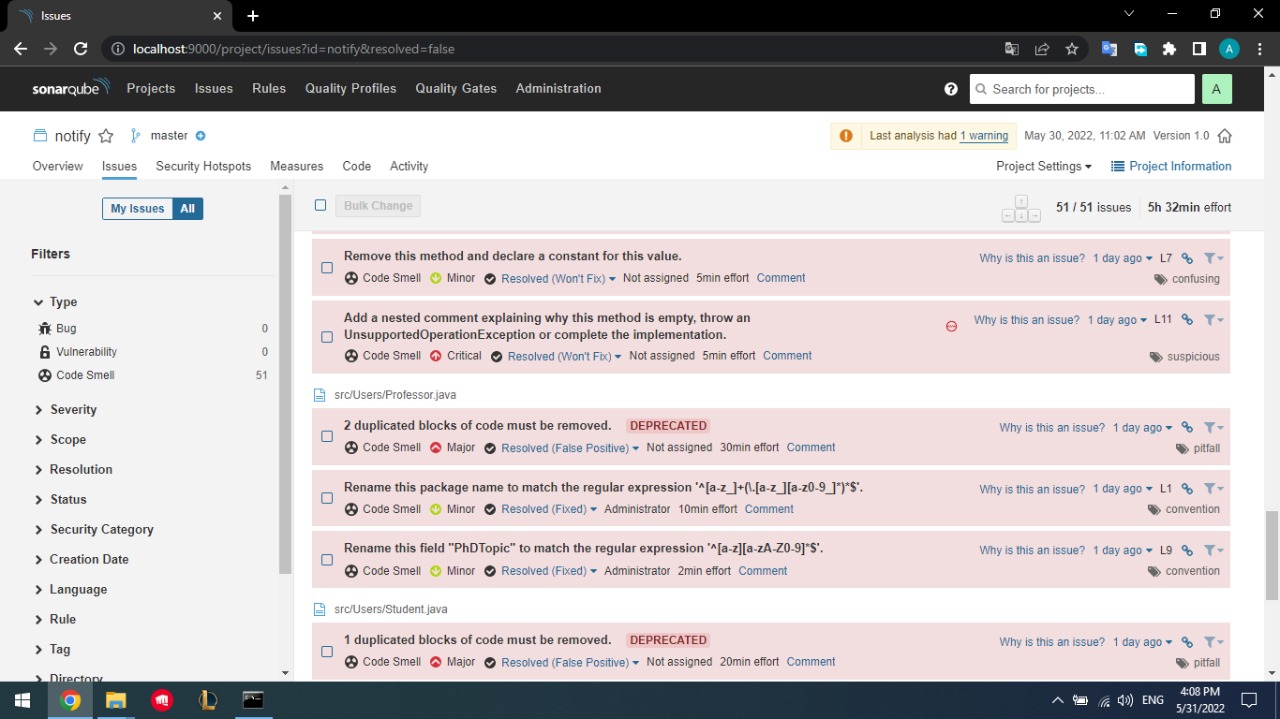 Issues
localhost:9000/project/issues?id=notify&resolved=false
A
sonarqube Projects Issues Rules Quality Profiles Quality Gates Administration
Search for projects...
A
notify master
Last analysis had 1 warning May 30, 2022, 11:02 AM Version 1.0
Overview Issues Security Hotspots Measures Code Activity
Project Settings Project Information
My Issues All
Bulk Change
51 / 51 issues 5h 32min effort
Filters
Type
Bug 0
Vulnerability 0
Code Smell 51
Severity
Scope
Resolution
Status
Security Category
Creation Date
Language
Rule
Tag
Directory
Remove this method and declare a constant for this value. Why is this an issue? 1 day ago L7
Code Smell Minor Resolved (Won't Fix) Not assigned 5min effort Comment confusing
Add a nested comment explaining why this method is empty, throw an Why is this an issue? 1 day ago L11
UnsupportedOperationException or complete the implementation.
Code Smell Critical Resolved (Won't Fix) Not assigned 5min effort Comment suspicious
src/Users/Professor.java
2 duplicated blocks of code must be removed. DEPRECATED Why is this an issue? 1 day ago
Code Smell Major Resolved (False Positive) Not assigned 30min effort Comment pitfall
Rename this package name to match the regular expression '^[a-z_]+(\.[a-z_][a-z0-9_]*)*$'. Why is this an issue? 1 day ago L1
Code Smell Minor Resolved (Fixed) Administrator 10min effort Comment convention
Rename this field "PhDTopic" to match the regular expression '^[a-z][a-zA-Z0-9]*$'. Why is this an issue? 1 day ago L9
Code Smell Minor Resolved (Fixed) Administrator 2min effort Comment convention
src/Users/Student.java
1 duplicated blocks of code must be removed. DEPRECATED Why is this an issue? 1 day ago
Code Smell Major Resolved (False Positive) Not assigned 20min effort Comment pitfall
ENG
4:08 PM
5/31/2022